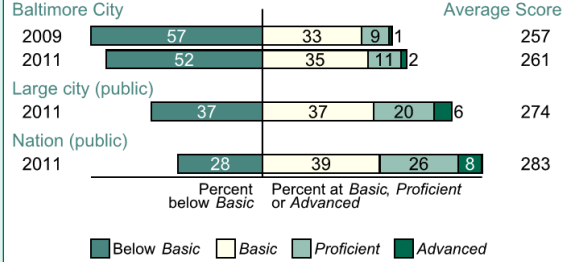 Baltimore City Average Score
2009 57 33 9 1 257
2011 52 35 11 2 261
Large city (public)
2011 37 37 20 6 274
Nation (public)
2011 28 39 26 8 283
Percent below Basic
Percent at Basic, Proficient or Advanced
Below Basic Basic Proficient Advanced